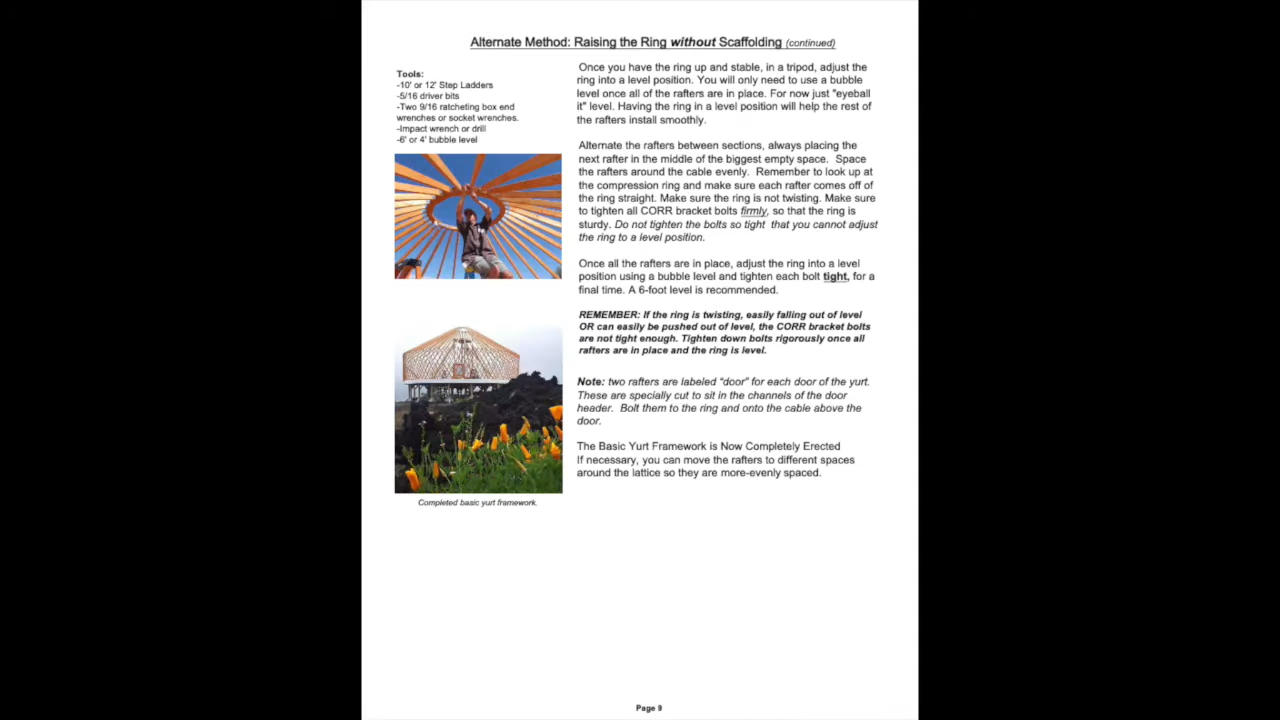 Alternate Method: Raising the Ring without Scaffolding (continued)
Tools:
-10' or 12' Step Ladders
-5/16 driver bits
-Two 9/16 ratcheting box end
wrenches or socket wrenches.
-Impact wrench or drill
-6' or 4' bubble level
Once you have the ring up and stable, in a tripod, adjust the
ring into a level position. You will only need to use a bubble
level once all of the rafters are in place. For now just "eyeball
it" level. Having the ring in a level position will help the rest of
the rafters install smoothly.
Alternate the rafters between sections, always placing the
next rafter in the middle of the biggest empty space. Space
the rafters around the cable evenly. Remember to look up at
the compression ring and make sure each rafter comes off of
the ring straight. Make sure the ring is not twisting. Make sure
to tighten all CORR bracket bolts firmly, so that the ring is
sturdy. Do not tighten the bolts so tight that you cannot adjust
the ring to a level position.
Once all the rafters are in place, adjust the ring into a level
position using a bubble level and tighten each bolt tight, for a
final time. A 6-foot level is recommended.
REMEMBER: If the ring is twisting, easily falling out of level
OR can easily be pushed out of level, the CORR bracket bolts
are not tight enough. Tighten down bolts rigorously once all
rafters are in place and the ring is level.
Note: two rafters are labeled “door” for each door of the yurt.
These are specially cut to sit in the channels of the door
header. Bolt them to the ring and onto the cable above the
door.
The Basic Yurt Framework is Now Completely Erected
If necessary, you can move the rafters to different spaces
around the lattice so they are more-evenly spaced.
Completed basic yurt framework.
Page 9